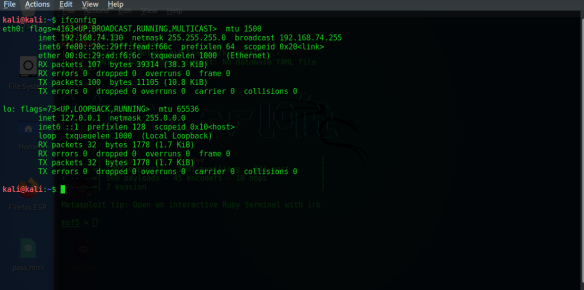 File Actions Edit View Help
kali@kali:~$ ifconfig
eth0: flags=4163<UP,BROADCAST,RUNNING,MULTICAST> mtu 1500
inet 192.168.74.130 netmask 255.255.255.0 broadcast 192.168.74.255
inet6 fe80::20c:29ff:fead:f66c prefixlen 64 scopeid 0x20<link>
ether 00:0c:29:ad:f6:6c txqueuelen 1000 (Ethernet)
RX packets 107 bytes 39314 (38.3 KiB)
RX errors 0 dropped 0 overruns 0 frame 0
TX packets 100 bytes 11105 (10.8 KiB)
TX errors 0 dropped 0 overruns 0 carrier 0 collisions 0
lo: flags=73<UP,LOOPBACK,RUNNING> mtu 65536
inet 127.0.0.1 netmask 255.0.0.0
inet6 ::1 prefixlen 128 scopeid 0x10<host>
loop txqueuelen 1000 (Local Loopback)
RX packets 32 bytes 1778 (1.7 KiB)
RX errors 0 dropped 0 overruns 0 frame 0
TX packets 32 bytes 1778 (1.7 KiB)
TX errors 0 dropped 0 overruns 0 carrier 0 collisions 0
kali@kali:~$
7 evasion
Metasploit tip: Open an interactive Ruby terminal with irb
msf5 >